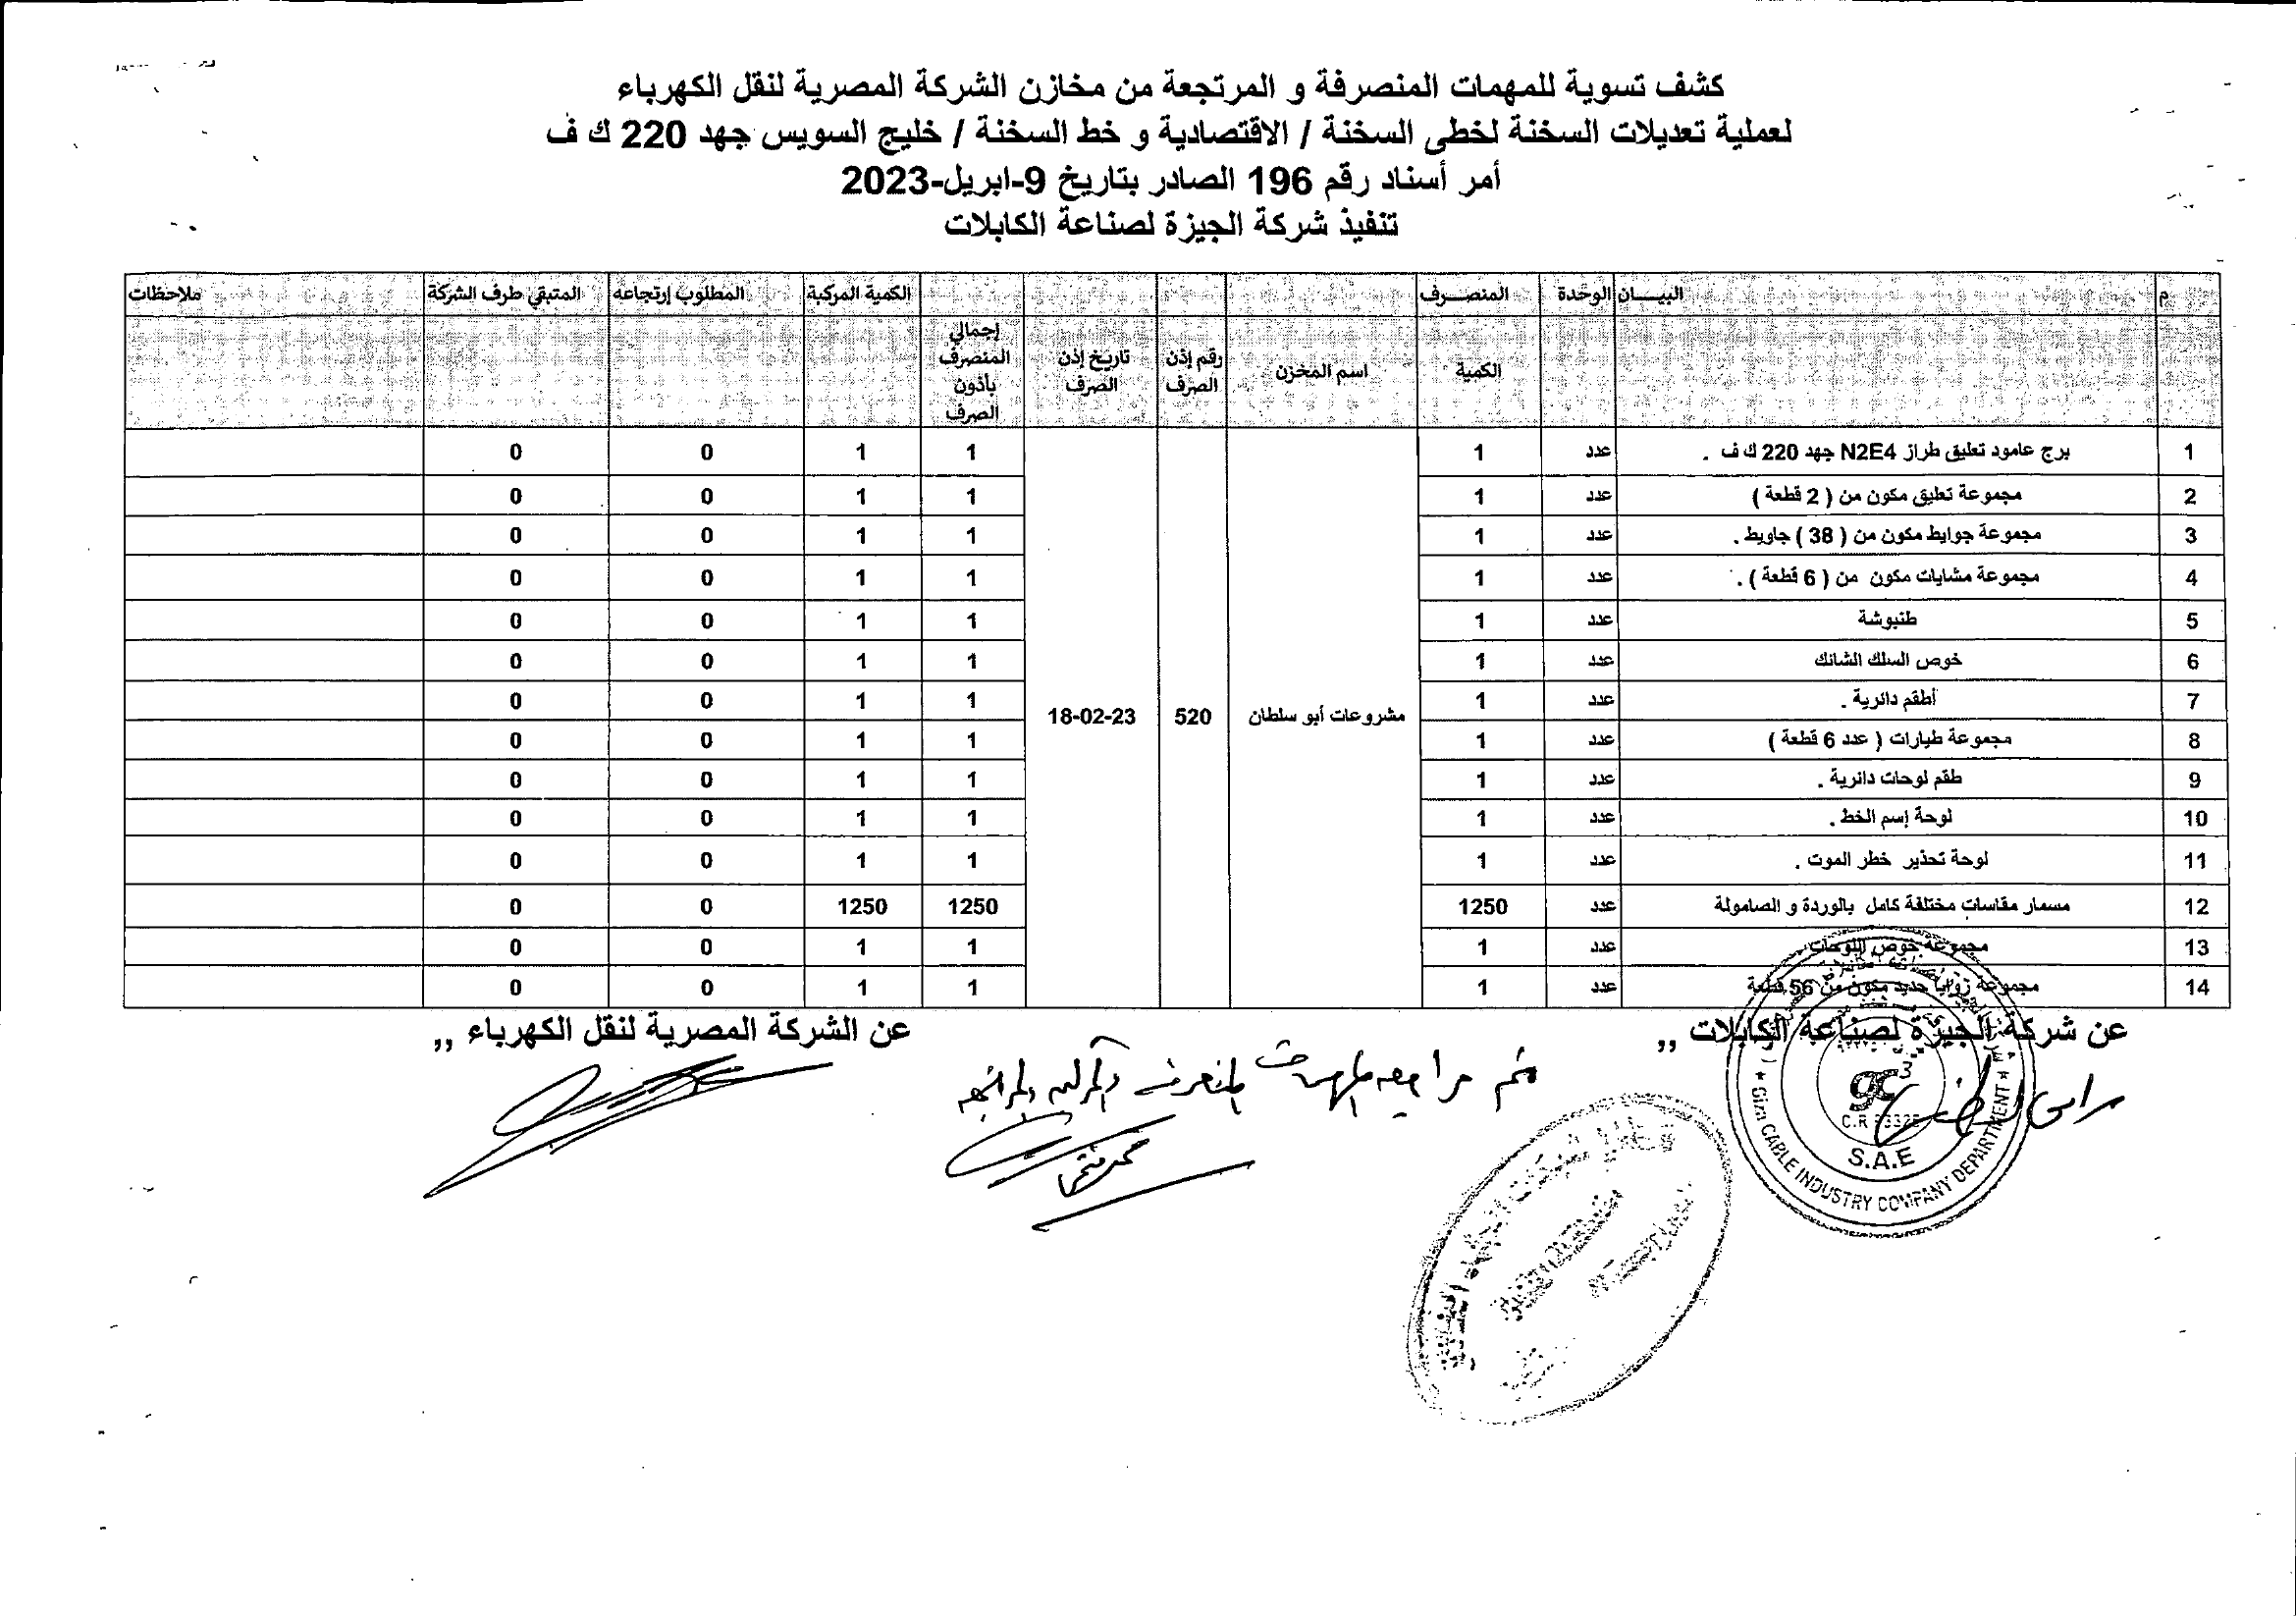 كشف تسوية للمهمات المنصرفة و المرتجعة من مخازن الشركة المصرية لنقل الكهرباء
لعملية تعديلات السخنة لخطى السخنة / الاقتصادية و خط السخنة / خليج السويس جهد 220 ك ف
أمر أسناد رقم 196 الصادر بتاريخ 9-ابريل-2023
تنفيذ شركة الجيزة لصناعة الكابلات
م البيـــان الوحدة المنصـــرف الكمية المركبة المطلوب إرتجاعه المتبقي طرف الشركة ملاحظات
الكمية اسم المخزن رقم إذن الصرف تاريخ إذن الصرف إجمالي المنصرف بأذون الصرف
1 برج عامود تعليق طراز N2E4 جهد 220 ك ف . عدد 1 1 1 0 0
2 مجموعة تعليق مكون من ( 2 قطعة ) عدد 1 1 1 0 0
3 مجموعة جوايط مكون من ( 38 ) جاويط . عدد 1 1 1 0 0
4 مجموعة مشايات مكون من ( 6 قطعة ) . عدد 1 1 1 0 0
5 طنبوشة عدد 1 1 1 0 0
6 خوص السلك الشائك عدد 1 1 1 0 0
7 أطقم دائرية . عدد 1 مشروعات أبو سلطان 520 18-02-23 1 1 0 0
8 مجموعة طيارات ( عدد 6 قطعة ) عدد 1 1 1 0 0
9 طقم لوحات دائرية . عدد 1 1 1 0 0
10 لوحة إسم الخط . عدد 1 1 1 0 0
11 لوحة تحذير خطر الموت . عدد 1 1 1 0 0
12 مسمار مقاسات مختلفة كامل بالوردة و الصامولة عدد 1250 1250 1250 0 0
13 مجموعة خوص اللوحات عدد 1 1 1 0 0
14 مجموعة زوايا حديد مكون من 56 قطعة عدد 1 1 1 0 0
عن شركة الجيزة لصناعة الكابلات ,, عن الشركة المصرية لنقل الكهرباء ,,
تم مراجعة المهمات المنصرفة والمركبة والمرتجعة
gc
S.A.E
Giza CABLE INDUSTRY COMPANY DEPARTMENT